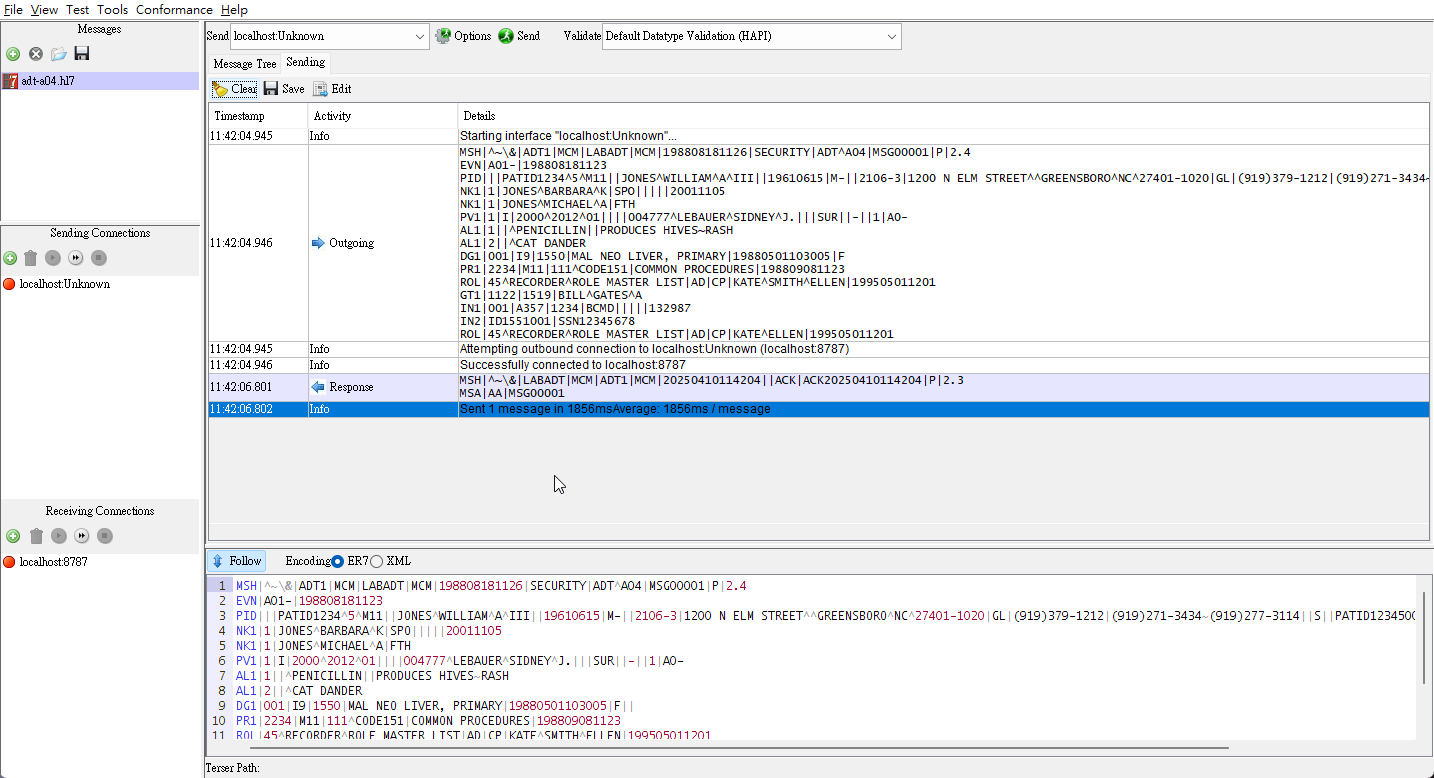 File View Test Tools Conformance Help
Messages
adt-a04.hl7
Sending Connections
localhost:Unknown
Receiving Connections
localhost:8787
Send localhost:Unknown Options Send Validate Default Datatype Validation (HAPI)
Message Tree Sending
Clear Save Edit
Timestamp Activity Details
11:42:04.945 Info Starting interface "localhost:Unknown"...
11:42:04.946 Outgoing
MSH|^~\&|ADT1|MCM|LABADT|MCM|198808181126|SECURITY|ADT^A04|MSG00001|P|2.4
EVN|A01-|198808181123
PID|||PATID1234^5^M11||JONES^WILLIAM^A^III||19610615|M-||2106-3|1200 N ELM STREET^^GREENSBORO^NC^27401-1020|GL|(919)379-1212|(919)271-3434~
NK1|1|JONES^BARBARA^K|SPO|||||20011105
NK1|1|JONES^MICHAEL^A|FTH
PV1|1|I|2000^2012^01||||004777^LEBAUER^SIDNEY^J.|||SUR||-||1|A0-
AL1|1||^PENICILLIN||PRODUCES HIVES~RASH
AL1|2||^CAT DANDER
DG1|001|I9|1550|MAL NEO LIVER, PRIMARY|19880501103005|F
PR1|2234|M11|111^CODE151|COMMON PROCEDURES|198809081123
ROL|45^RECORDER^ROLE MASTER LIST|AD|CP|KATE^SMITH^ELLEN|199505011201
GT1|1122|1519|BILL^GATES^A
IN1|001|A357|1234|BCMD|||||132987
IN2|ID1551001|SSN12345678
ROL|45^RECORDER^ROLE MASTER LIST|AD|CP|KATE^ELLEN|199505011201
11:42:04.945 Info Attempting outbound connection to localhost:Unknown (localhost:8787)
11:42:04.946 Info Successfully connected to localhost:8787
11:42:06.801 Response
MSH|^~\&|LABADT|MCM|ADT1|MCM|20250410114204||ACK|ACK20250410114204|P|2.3
MSA|AA|MSG00001
11:42:06.802 Info Sent 1 message in 1856msAverage: 1856ms / message
Follow Encoding ER7 XML
1 MSH|^~\&|ADT1|MCM|LABADT|MCM|198808181126|SECURITY|ADT^A04|MSG00001|P|2.4
2 EVN|A01-|198808181123
3 PID|||PATID1234^5^M11||JONES^WILLIAM^A^III||19610615|M-||2106-3|1200 N ELM STREET^^GREENSBORO^NC^27401-1020|GL|(919)379-1212|(919)271-3434~(919)277-3114||S||PATID1234500
4 NK1|1|JONES^BARBARA^K|SPO|||||20011105
5 NK1|1|JONES^MICHAEL^A|FTH
6 PV1|1|I|2000^2012^01||||004777^LEBAUER^SIDNEY^J.|||SUR||-||1|A0-
7 AL1|1||^PENICILLIN||PRODUCES HIVES~RASH
8 AL1|2||^CAT DANDER
9 DG1|001|I9|1550|MAL NEO LIVER, PRIMARY|19880501103005|F||
10 PR1|2234|M11|111^CODE151|COMMON PROCEDURES|198809081123
11 ROL|45^RECORDER^ROLE MASTER LIST|AD|CP|KATE^SMITH^ELLEN|199505011201
Terser Path: